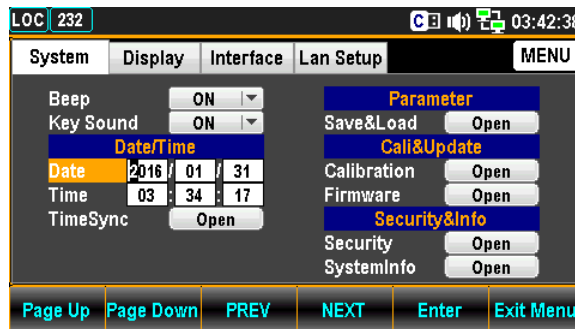 LOC 232 C 03:42:38
System Display Interface Lan Setup MENU
Beep ON
Key Sound ON
Date/Time
Date 2016 / 01 / 31
Time 03 : 34 : 17
TimeSync Open
Parameter
Save&Load Open
Cali&Update
Calibration Open
Firmware Open
Security&Info
Security Open
SystemInfo Open
Page Up Page Down PREV NEXT Enter Exit Menu